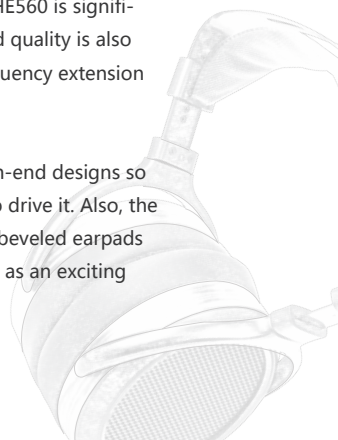 HE560 is signifi-
d quality is also
quency extension
n-end designs so
o drive it. Also, the
beveled earpads
as an exciting